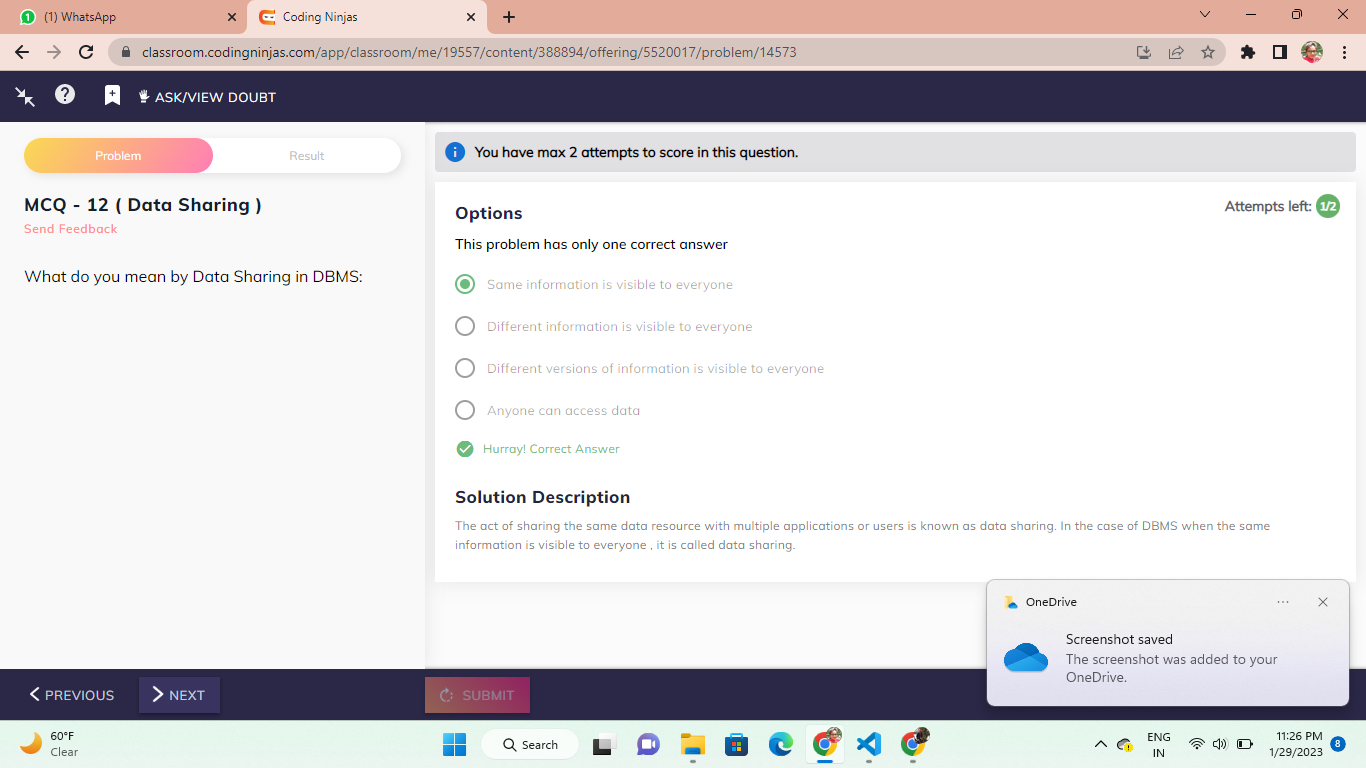 (1) WhatsApp
Coding Ninjas
classroom.codingninjas.com/app/classroom/me/19557/content/388894/offering/5520017/problem/14573
ASK/VIEW DOUBT
Problem
Result
MCQ - 12 ( Data Sharing )
Send Feedback
What do you mean by Data Sharing in DBMS:
You have max 2 attempts to score in this question.
Options
Attempts left: 1/2
This problem has only one correct answer
Same information is visible to everyone
Different information is visible to everyone
Different versions of information is visible to everyone
Anyone can access data
Hurray! Correct Answer
Solution Description
The act of sharing the same data resource with multiple applications or users is known as data sharing. In the case of DBMS when the same
information is visible to everyone , it is called data sharing.
OneDrive
Screenshot saved
The screenshot was added to your
OneDrive.
PREVIOUS
NEXT
SUBMIT
60°F
Clear
Search
ENG
IN
11:26 PM
1/29/2023
8